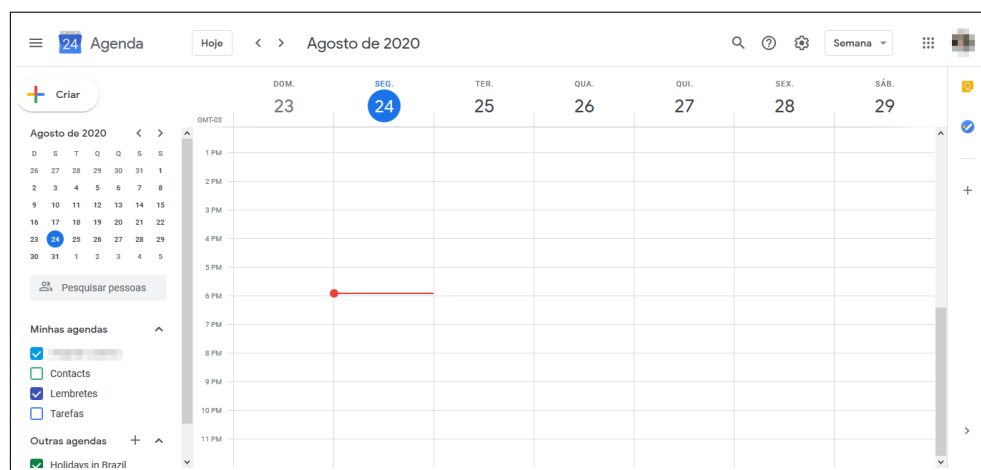 24 Agenda Hoje Agosto de 2020 Semana
Criar
DOM. SEG. TER. QUA. QUI. SEX. SÁB.
23 24 25 26 27 28 29
GMT-03
Agosto de 2020
D S T Q Q S S
26 27 28 29 30 31 1
2 3 4 5 6 7 8
9 10 11 12 13 14 15
16 17 18 19 20 21 22
23 24 25 26 27 28 29
30 31 1 2 3 4 5
Pesquisar pessoas
Minhas agendas
Contacts
Lembretes
Tarefas
Outras agendas
Holidays in Brazil
1 PM
2 PM
3 PM
4 PM
5 PM
6 PM
7 PM
8 PM
9 PM
10 PM
11 PM